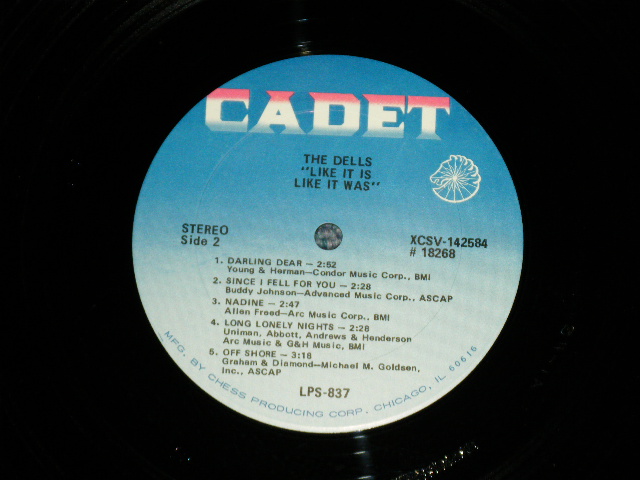 CADET
THE DELLS
"LIKE IT IS
LIKE IT WAS"
STEREO
Side 2
XCSV-142584
# 18268
1. DARLING DEAR — 2:52
Young & Herman—Condor Music Corp., BMI
2. SINCE I FELL FOR YOU — 2:28
Buddy Johnson—Advanced Music Corp., ASCAP
3. NADINE — 2:47
Allen Freed—Arc Music Corp., BMI
4. LONG LONELY NIGHTS — 2:28
Uniman, Abbott, Andrews & Henderson
Arc Music & G&H Music, BMI
5. OFF SHORE — 3:18
Graham & Diamond—Michael M. Goldsen,
Inc., ASCAP
LPS-837
MFG. BY CHESS PRODUCING CORP. CHICAGO, IL 60616